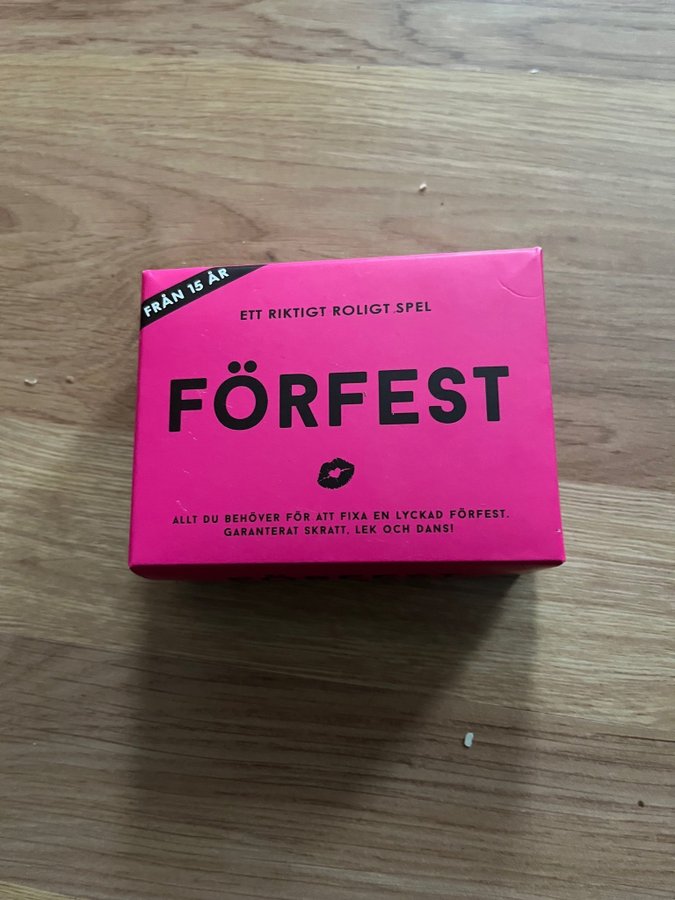 FRÅN 15 ÅR
ETT RIKTIGT ROLIGT SPEL
FÖRFEST
ALLT DU BEHÖVER FÖR ATT FIXA EN LYCKAD FÖRFEST.
GARANTERAT SKRATT, LEK OCH DANS!